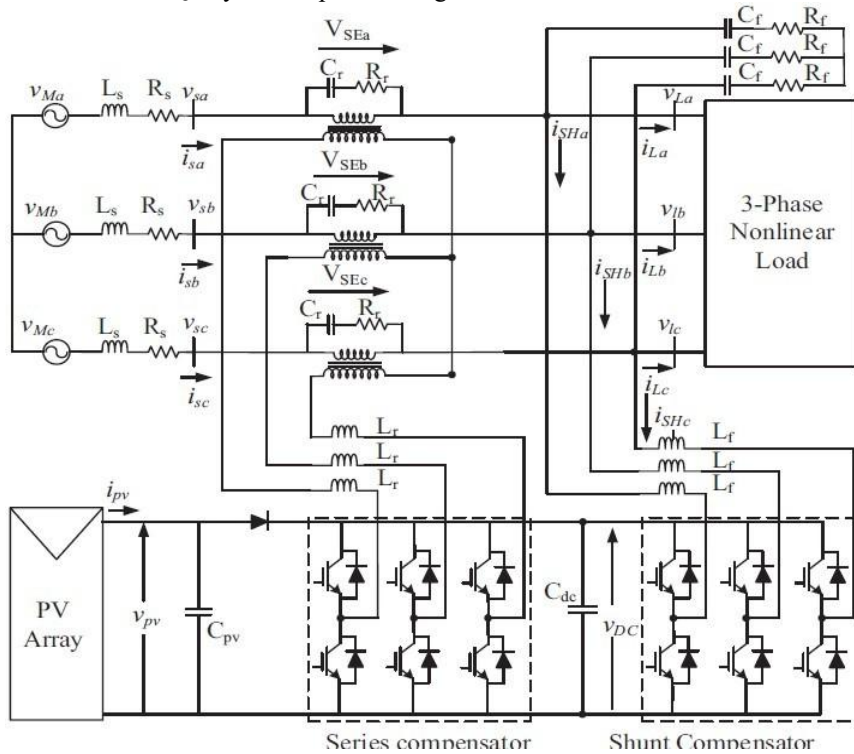 V_SEa
C_f R_f
C_f R_f
C_f R_f
C_r R_r
v_Ma L_s R_s v_sa
v_La
i_sa
i_SHa
i_La
V_SEb
C_r R_r
v_Mb L_s R_s v_sb
v_lb
3-Phase
Nonlinear
Load
i_sb
i_SHb
i_Lb
V_SEc
C_r R_r
v_Mc L_s R_s v_sc
v_lc
i_sc
i_Lc
i_SHc
L_r
L_r
L_r
L_f
L_f
L_f
i_pv
PV
Array
v_pv
C_pv
C_dc
v_DC
Series compensator
Shunt Compensator